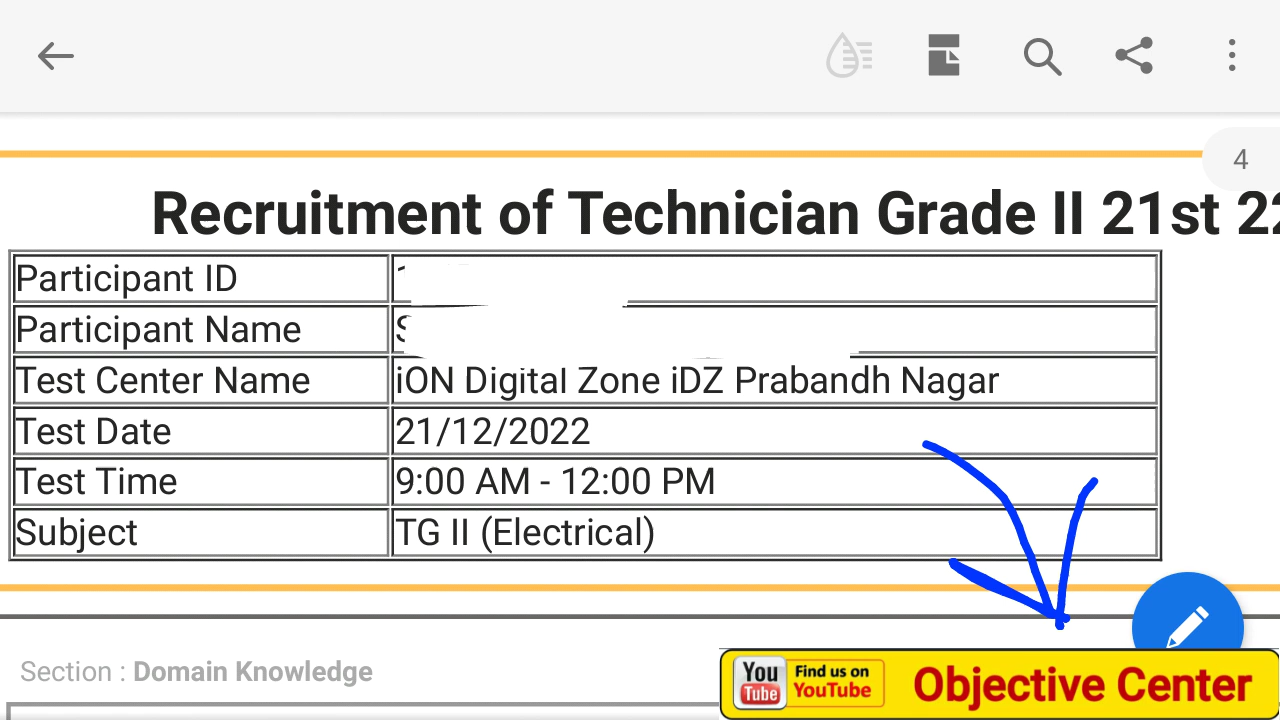 4
Recruitment of Technician Grade II 21st
Participant ID
Participant Name
Test Center Name iON Digital Zone iDZ Prabandh Nagar
Test Date 21/12/2022
Test Time 9:00 AM - 12:00 PM
Subject TG II (Electrical)
Section : Domain Knowledge
You Tube Find us on YouTube Objective Center